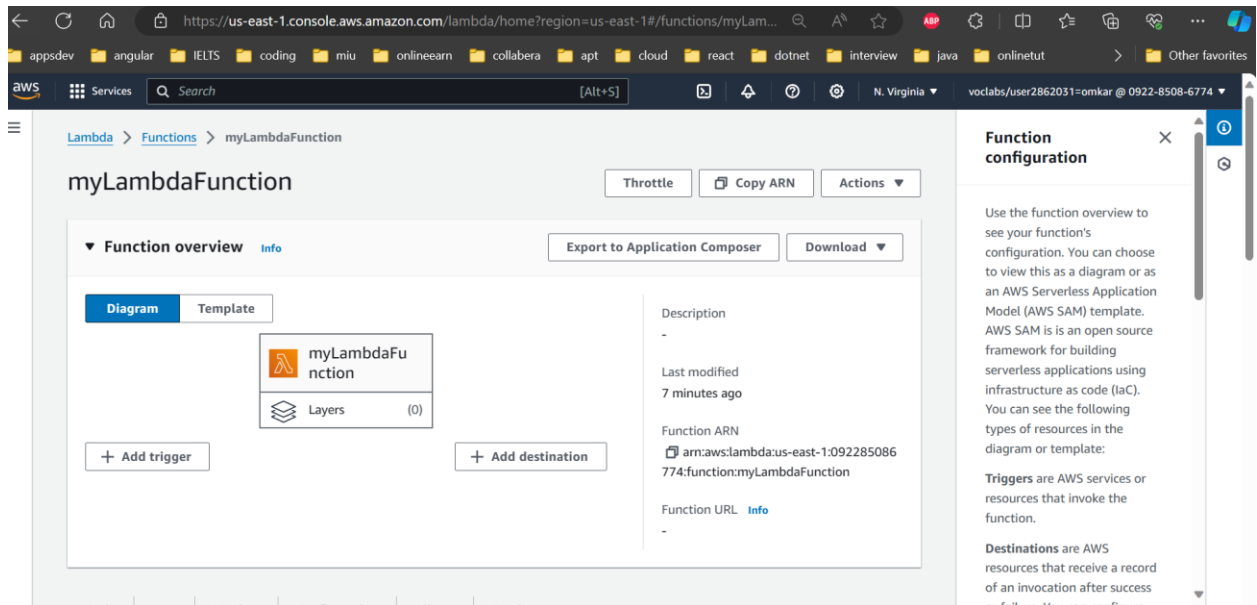 https://us-east-1.console.aws.amazon.com/lambda/home?region=us-east-1#/functions/myLam...
ABP
appsdev angular IELTS coding miu onlineearn collabera apt cloud react dotnet interview java onlinetut Other favorites
aws Services Search [Alt+S] N. Virginia ▼ voclabs/user2862031=omkar @ 0922-8508-6774 ▼
Lambda > Functions > myLambdaFunction
myLambdaFunction
Throttle Copy ARN Actions ▼
▼ Function overview Info
Export to Application Composer Download ▼
Diagram Template
myLambdaFu
nction
Layers (0)
+ Add trigger
+ Add destination
Description
-
Last modified
7 minutes ago
Function ARN
arn:aws:lambda:us-east-1:092285086
774:function:myLambdaFunction
Function URL Info
-
Function
configuration
Use the function overview to
see your function's
configuration. You can choose
to view this as a diagram or as
an AWS Serverless Application
Model (AWS SAM) template.
AWS SAM is is an open source
framework for building
serverless applications using
infrastructure as code (IaC).
You can see the following
types of resources in the
diagram or template:
Triggers are AWS services or
resources that invoke the
function.
Destinations are AWS
resources that receive a record
of an invocation after success